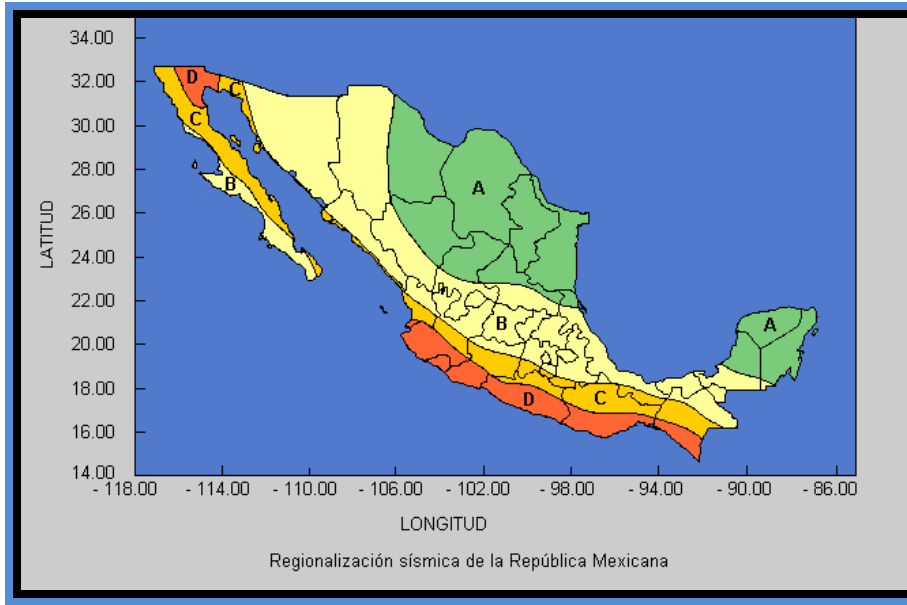 34.00
32.00
30.00
28.00
26.00
24.00
22.00
20.00
18.00
16.00
14.00
LATITUD
D
C
C
B
A
A
B
C
D
- 118.00 - 114.00 - 110.00 - 106.00 - 102.00 - 98.00 - 94.00 - 90.00 - 86.00
LONGITUD
Regionalización sísmica de la República Mexicana